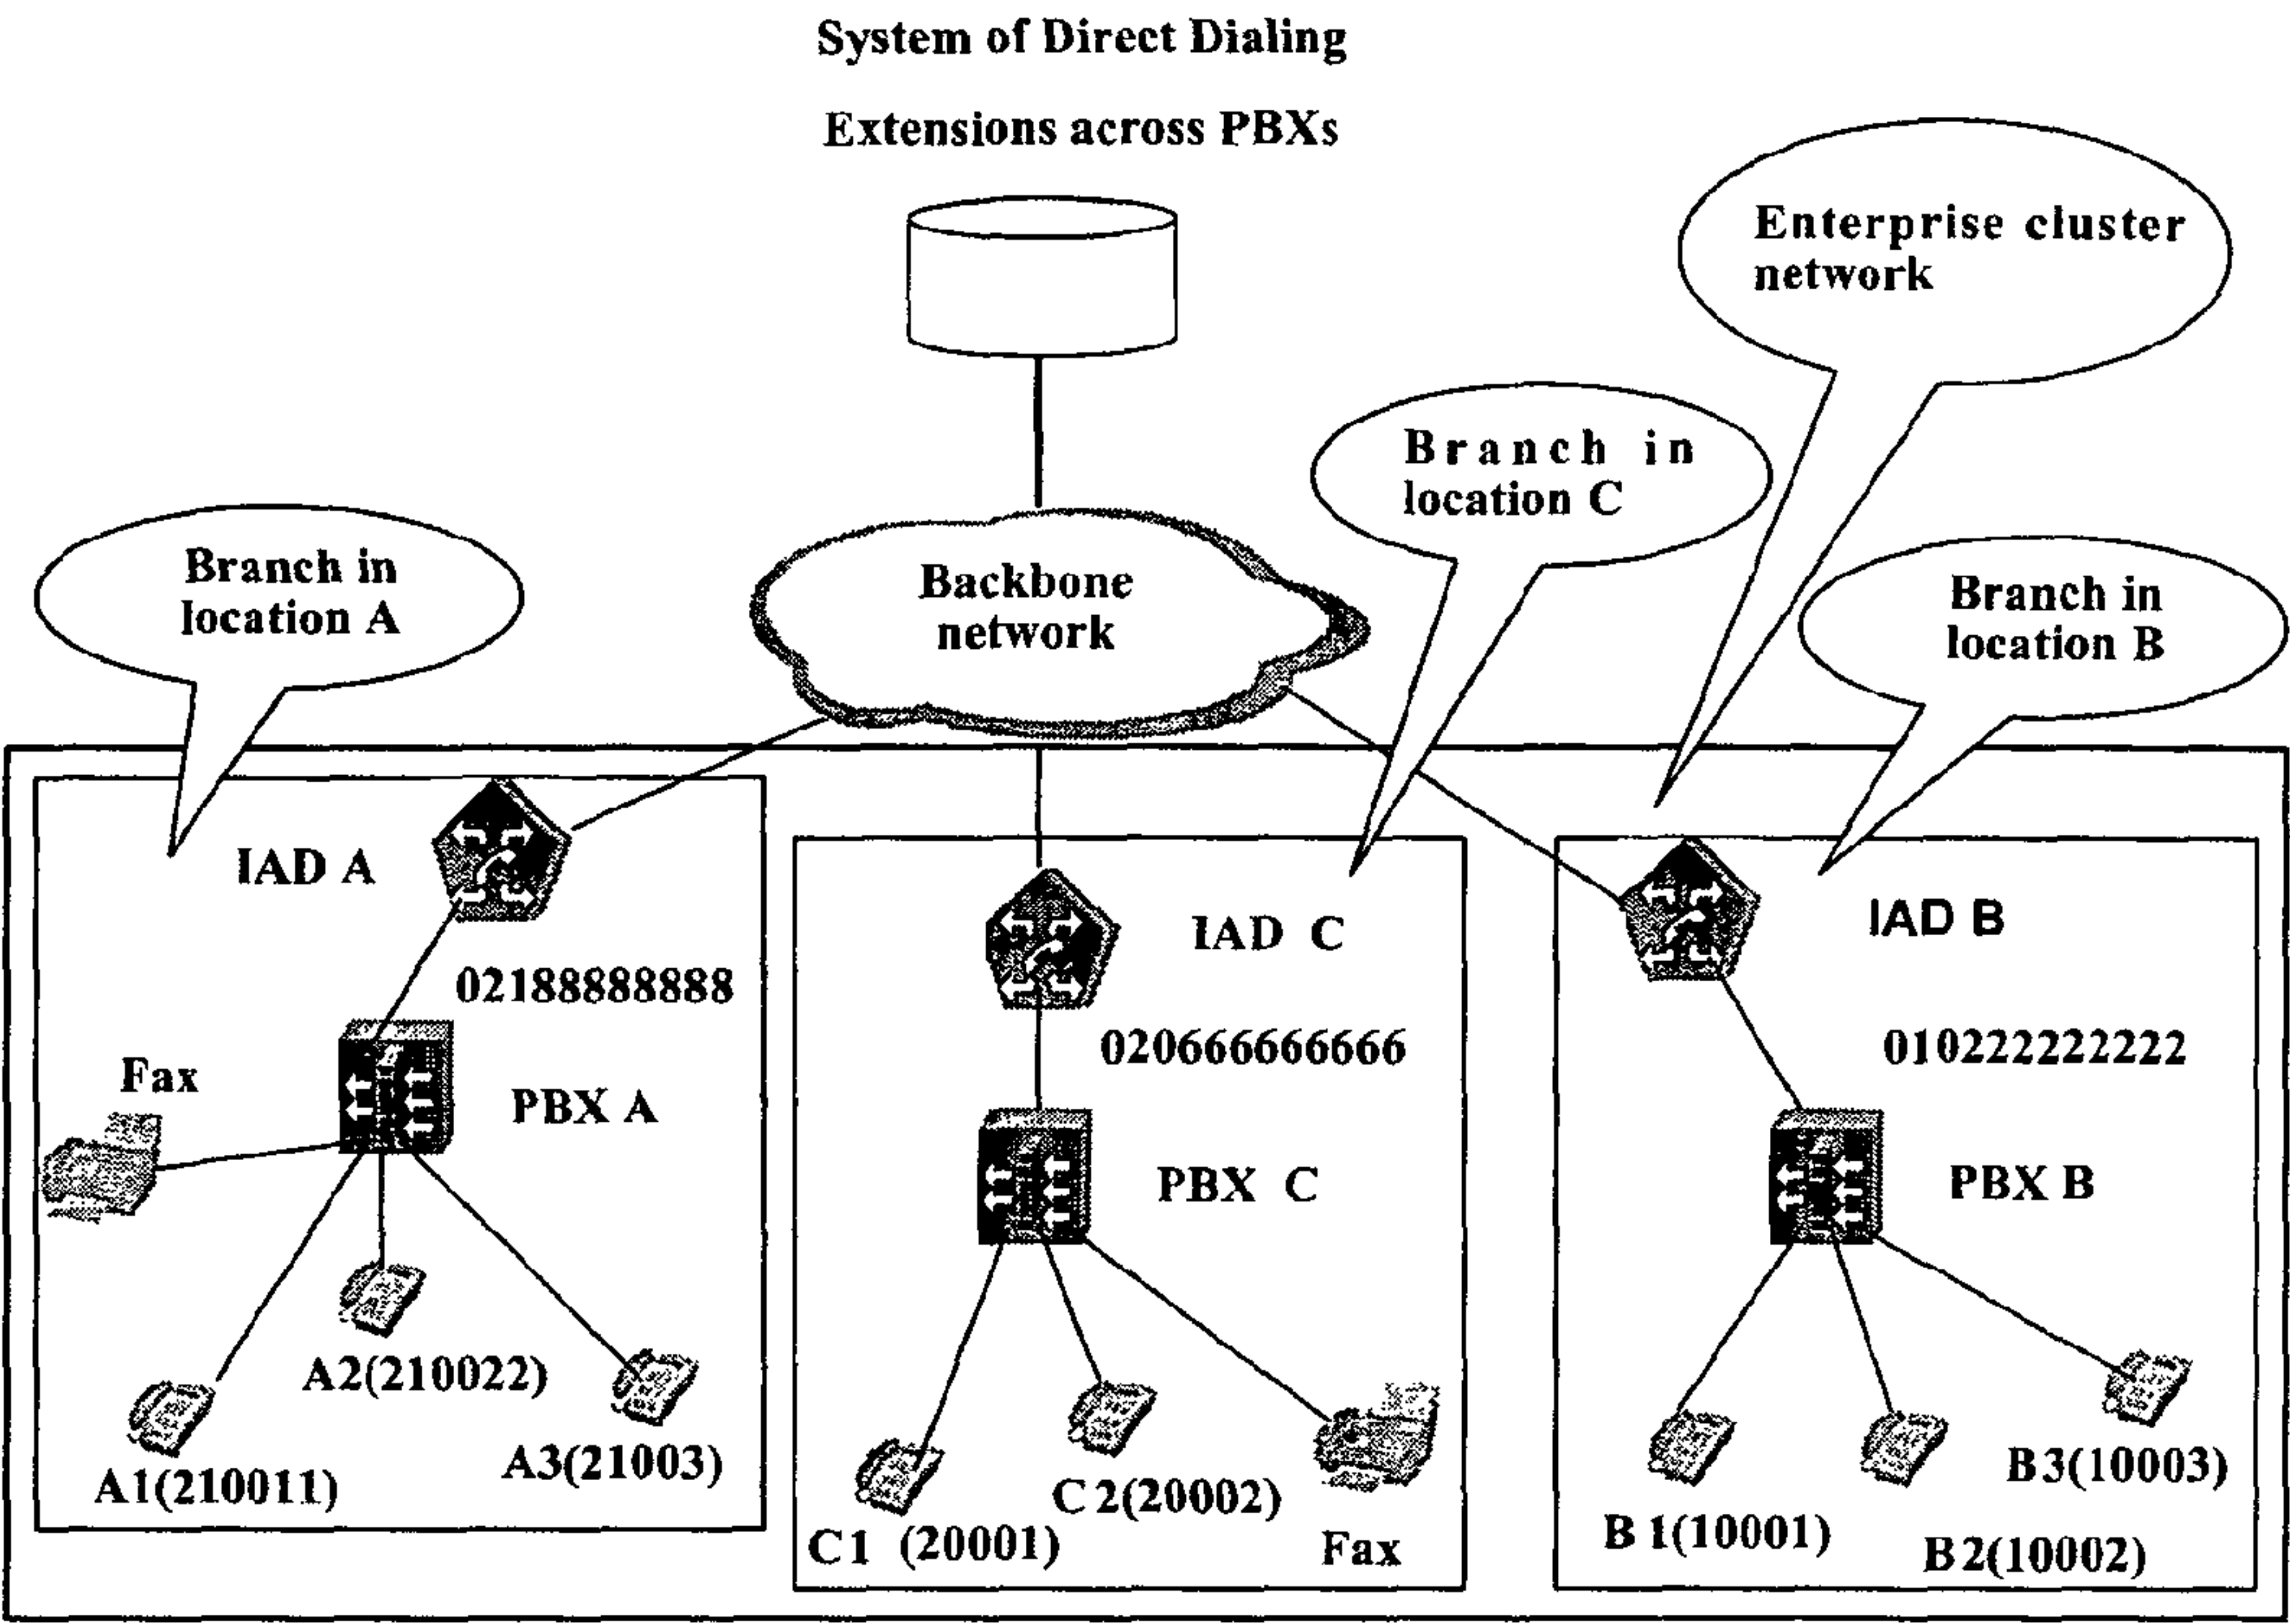 System of Direct Dialing
Extensions across PBXs
Enterprise cluster
network
Branch in
location C
Branch in
location A
Backbone
network
Branch in
location B
IAD A
02188888888
Fax
PBX A
A2(210022)
A1(210011)
A3(21003)
IAD C
020666666666
PBX C
C2(20002)
C1 (20001)
Fax
IAD B
010222222222
PBX B
B3(10003)
B1(10001)
B2(10002)